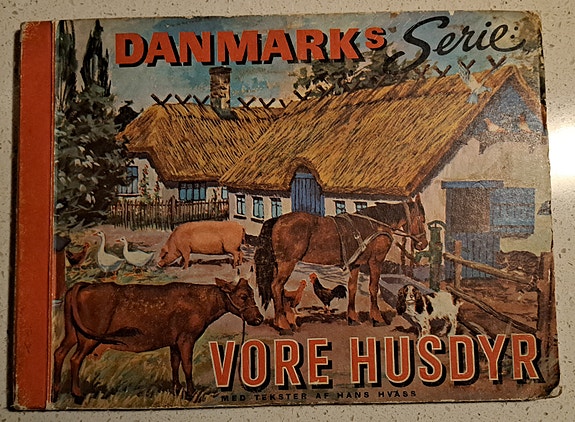 DANMARKs Serie
VORE HUSDYR
MED TEKSTER AF HANS HVASS